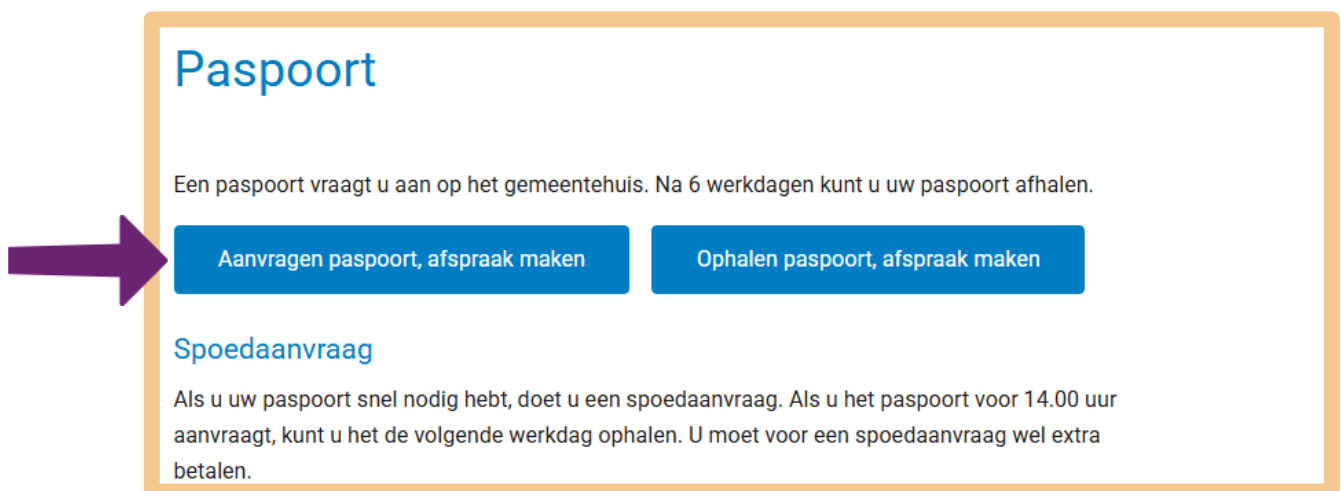 Paspoort
Een paspoort vraagt u aan op het gemeentehuis. Na 6 werkdagen kunt u uw paspoort afhalen.
Aanvragen paspoort, afspraak maken
Ophalen paspoort, afspraak maken
Spoedaanvraag
Als u uw paspoort snel nodig hebt, doet u een spoedaanvraag. Als u het paspoort voor 14.00 uur
aanvraagt, kunt u het de volgende werkdag ophalen. U moet voor een spoedaanvraag wel extra
betalen.